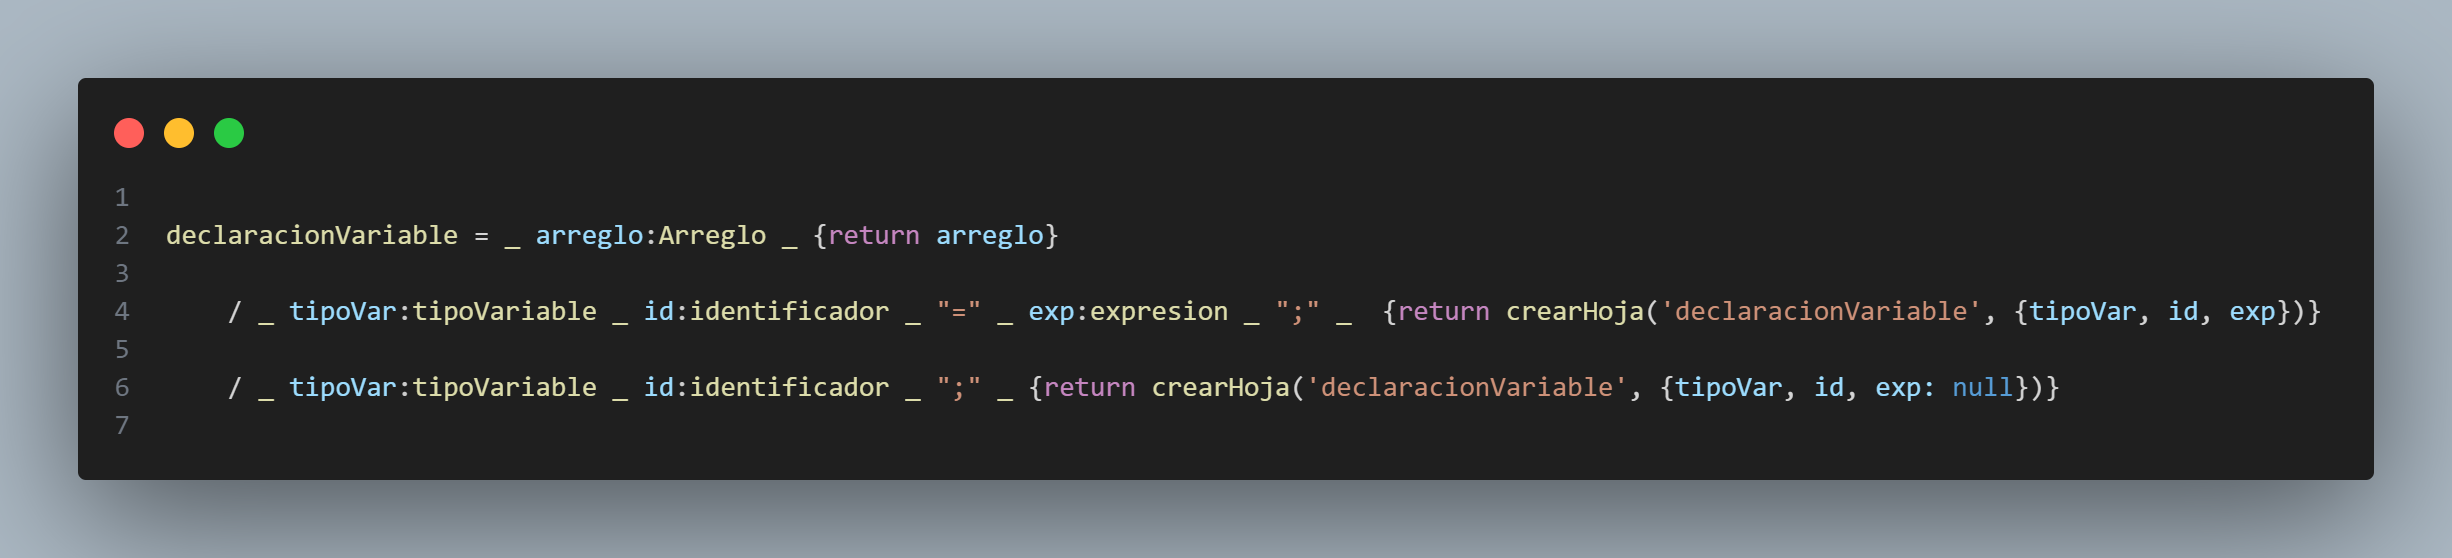 1
2 declaracionVariable = _ arreglo:Arreglo _ {return arreglo}
3
4     / _ tipoVar:tipoVariable _ id:identificador _ "=" _ exp:expresion _ ";" _  {return crearHoja('declaracionVariable', {tipoVar, id, exp})}
5
6     / _ tipoVar:tipoVariable _ id:identificador _ ";" _ {return crearHoja('declaracionVariable', {tipoVar, id, exp: null})}
7